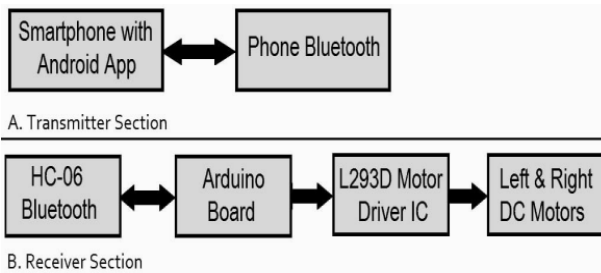 Smartphone with
Android App
Phone Bluetooth
A. Transmitter Section
HC-06
Bluetooth
Arduino
Board
L293D Motor
Driver IC
Left & Right
DC Motors
B. Receiver Section